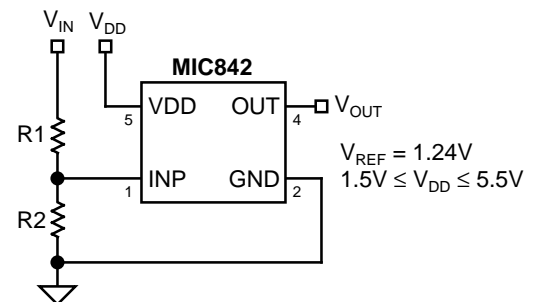 V_IN
V_DD
MIC842
VDD OUT
V_OUT
5
4
R1
V_REF = 1.24V
1.5V ≤ V_DD ≤ 5.5V
INP GND
1
2
R2